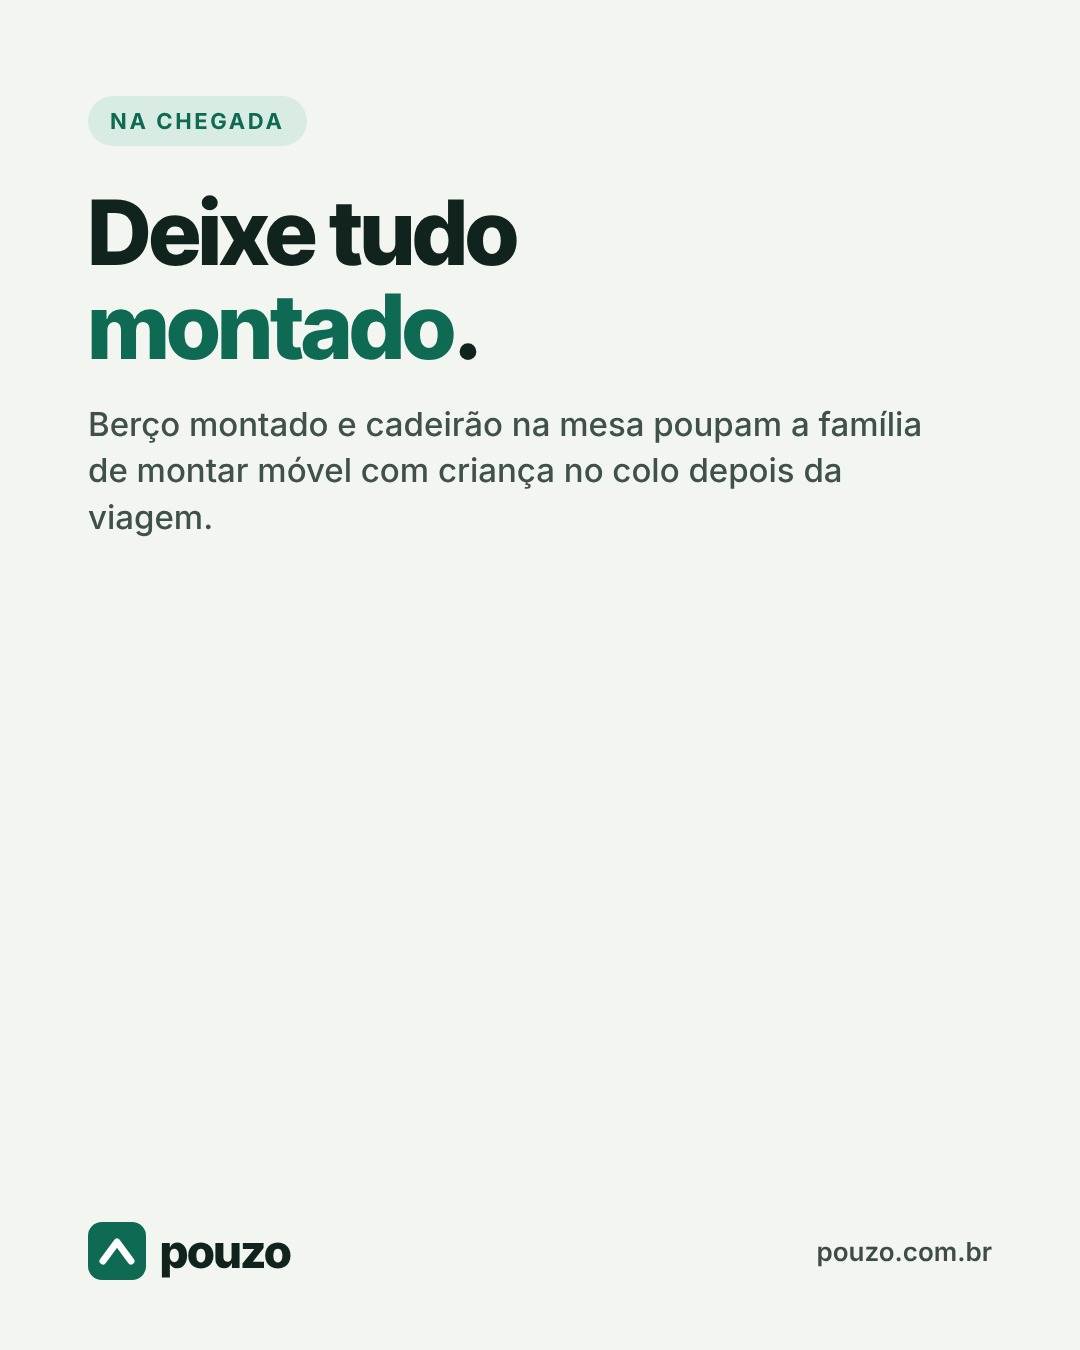 NA CHEGADA
Deixe tudo
montado.
Berço montado e cadeirão na mesa poupam a família
de montar móvel com criança no colo depois da
viagem.
pouzo
pouzo.com.br